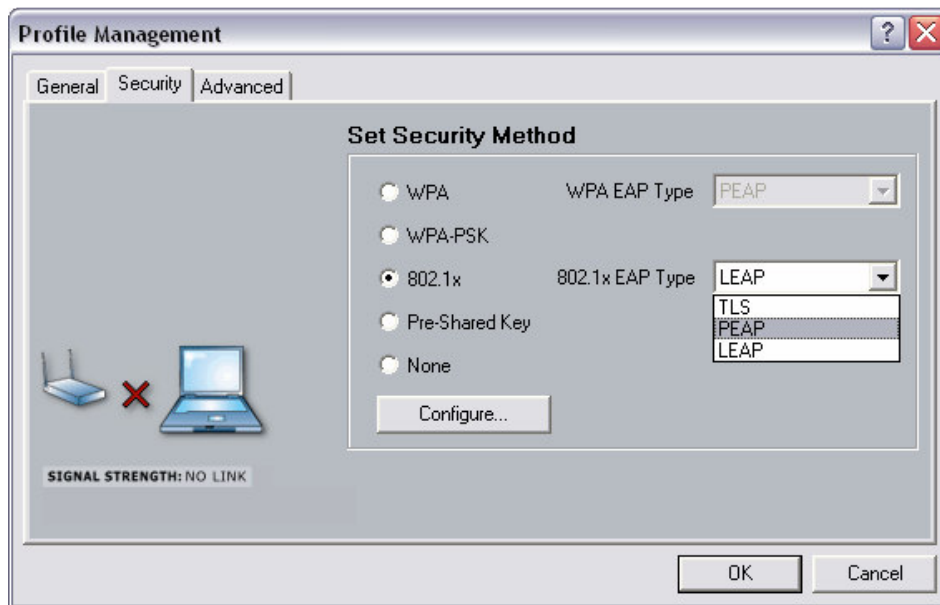 Profile Management
General Security Advanced
Set Security Method
WPA WPA EAP Type PEAP
WPA-PSK
802.1x 802.1x EAP Type LEAP
TLS
Pre-Shared Key PEAP
LEAP
None
Configure...
SIGNAL STRENGTH: NO LINK
OK Cancel